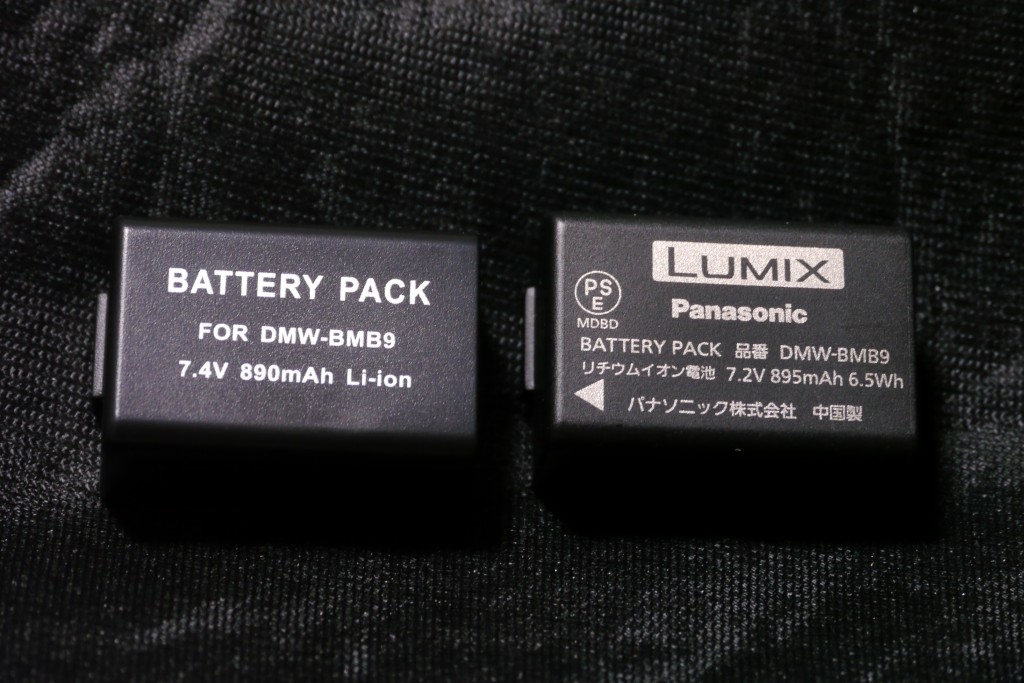 BATTERY PACK
FOR DMW-BMB9
7.4V 890mAh Li-ion
LUMIX
PS
E
MDBD
Panasonic
BATTERY PACK 品番 DMW-BMB9
リチウムイオン電池 7.2V 895mAh 6.5Wh
パナソニック株式会社 中国製